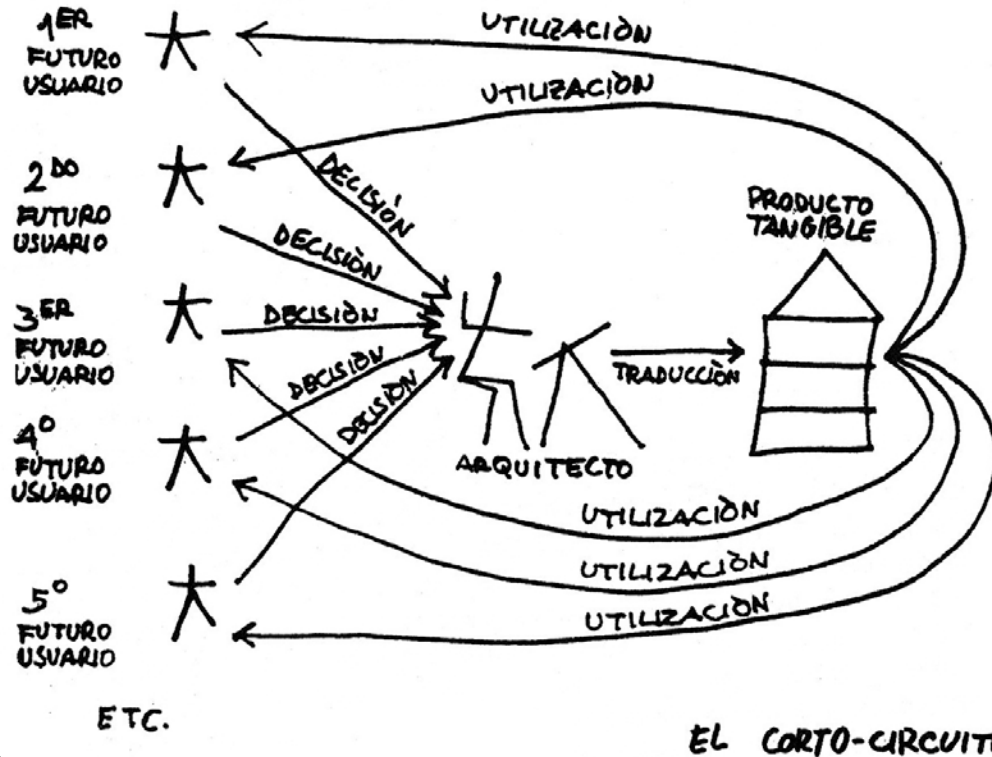 1ER
FUTURO
USUARIO
UTILIZACIÒN
UTILIZACIÒN
DECISIÒN
2DO
FUTURO
USUARIO
DECISIÒN
PRODUCTO
TANGIBLE
3ER
FUTURO
USUARIO
DECISIÒN
TRADUCCIÒN
DECISIÒN
DECISIÒN
ARQUITECTO
4º
FUTURO
USUARIO
UTILIZACIÒN
UTILIZACIÒN
UTILIZACIÒN
5º
FUTURO
USUARIO
ETC.
EL CORTO-CIRCUIT